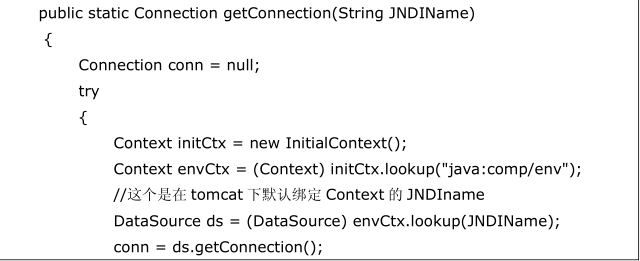 public static Connection getConnection(String JNDIName)
{
Connection conn = null;
try
{
Context initCtx = new InitialContext();
Context envCtx = (Context) initCtx.lookup("java:comp/env");
//这个是在 tomcat 下默认绑定 Context 的 JNDIname
DataSource ds = (DataSource) envCtx.lookup(JNDIName);
conn = ds.getConnection();